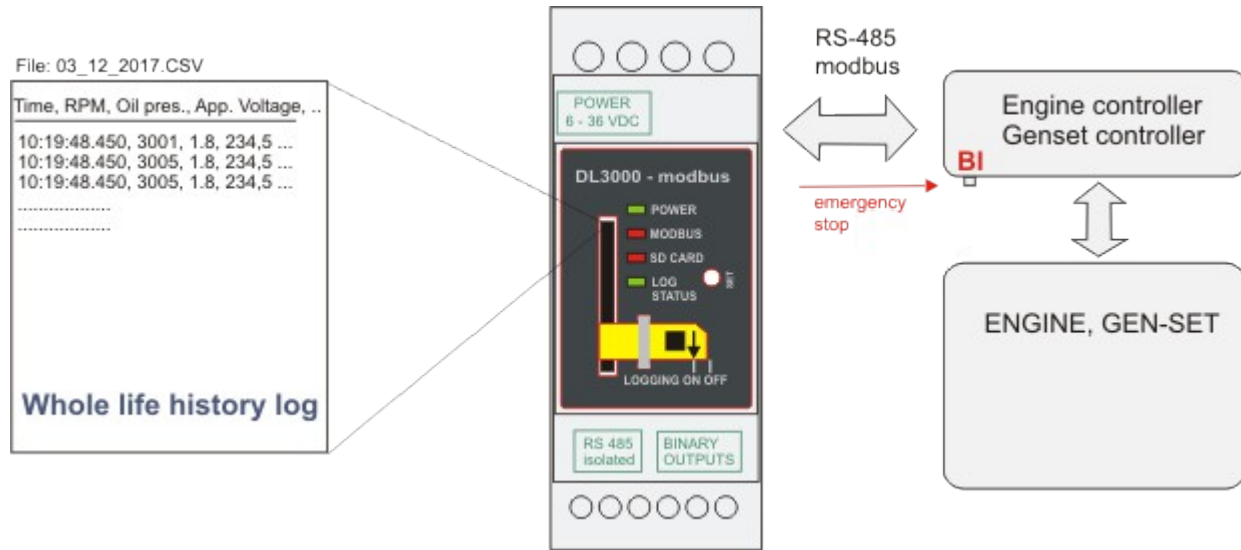 File: 03_12_2017.CSV
Time, RPM, Oil pres., App. Voltage, ..
10:19:48.450, 3001, 1.8, 234,5 ...
10:19:48.450, 3005, 1.8, 234,5 ...
10:19:48.450, 3005, 1.8, 234,5 ...
...................
...................
Whole life history log
POWER
6 - 36 VDC
DL3000 - modbus
POWER
MODBUS
SD CARD
LOG
STATUS
SET
LOGGING ON OFF
RS 485
isolated
BINARY
OUTPUTS
RS-485
modbus
emergency
stop
Engine controller
Genset controller
BI
ENGINE, GEN-SET